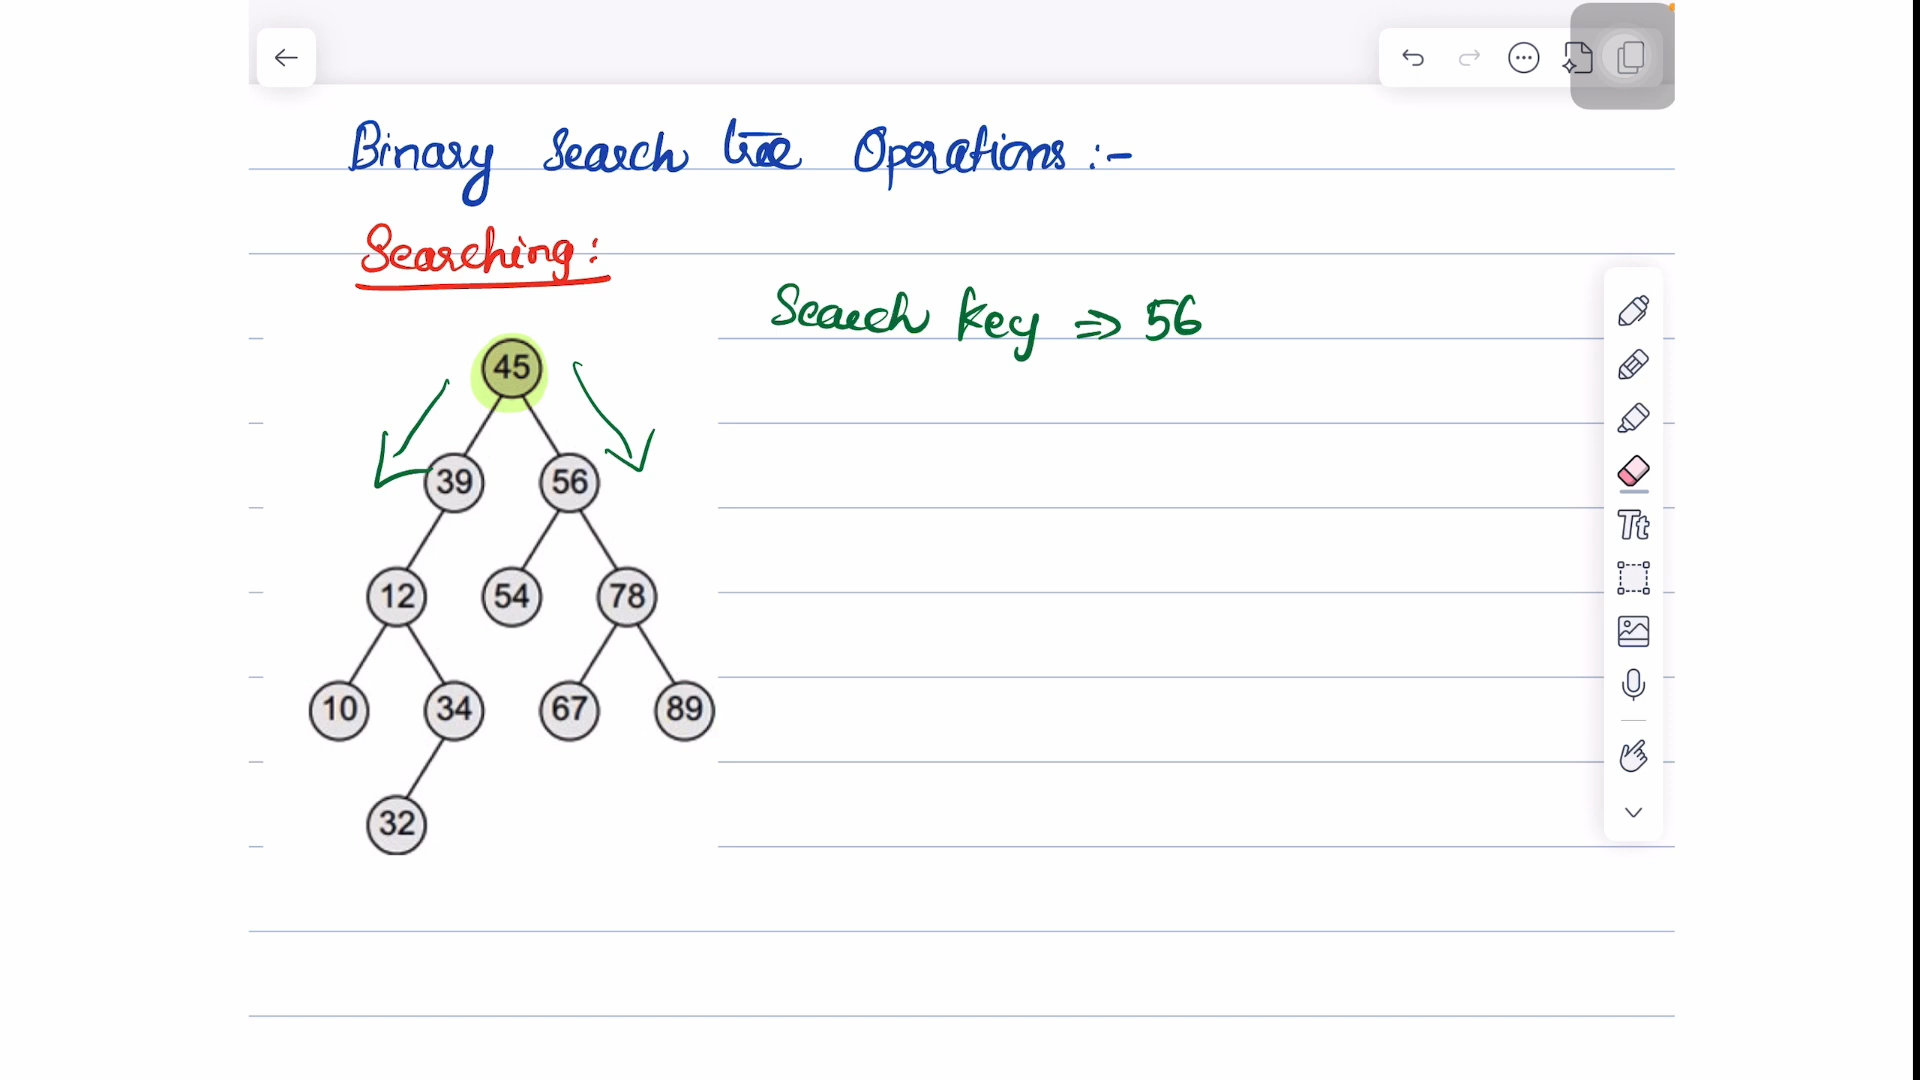 Binary Search tree Operations :-
Searching :
Search key ⇒ 56
45
39 56
12 54 78
10 34 67 89
32
Tt